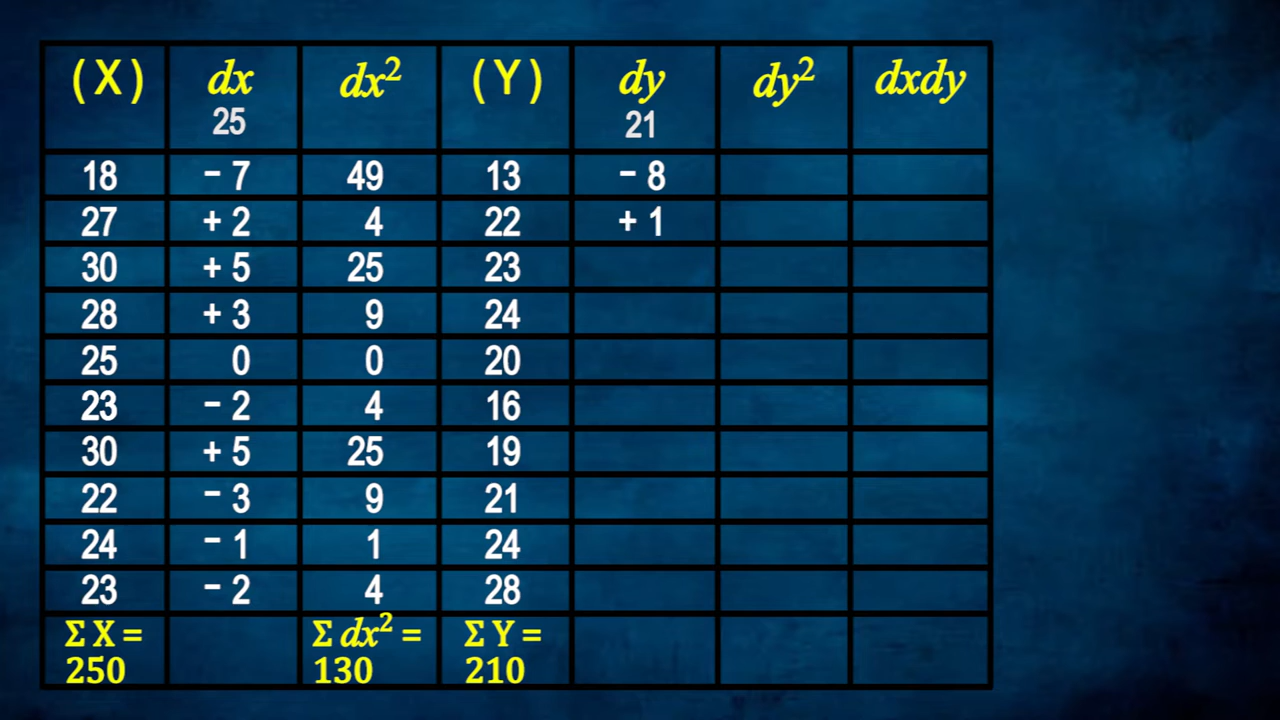 (X) dx dx² (Y) dy dy² dxdy
25 21
18 − 7 49 13 − 8
27 + 2 4 22 + 1
30 + 5 25 23
28 + 3 9 24
25 0 0 20
23 − 2 4 16
30 + 5 25 19
22 − 3 9 21
24 − 1 1 24
23 − 2 4 28
Σ X = Σ dx² = Σ Y =
250 130 210